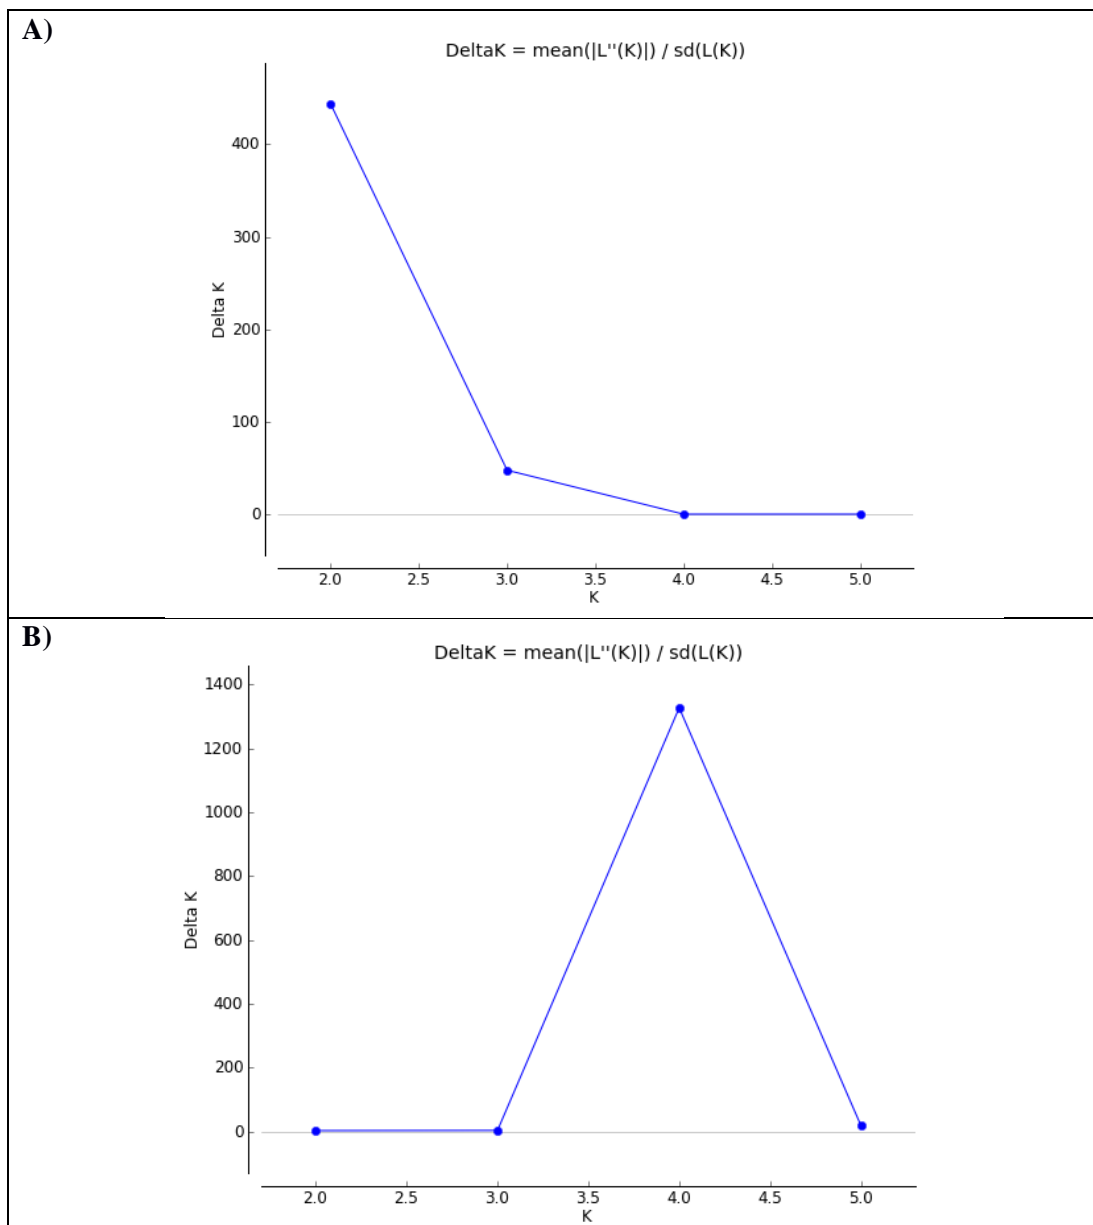 A)
DeltaK = mean(|L''(K)|) / sd(L(K))
400
300
200
100
0
Delta K
2.0 2.5 3.0 3.5 4.0 4.5 5.0
K
B)
DeltaK = mean(|L''(K)|) / sd(L(K))
1400
1200
1000
800
600
400
200
0
Delta K
2.0 2.5 3.0 3.5 4.0 4.5 5.0
K